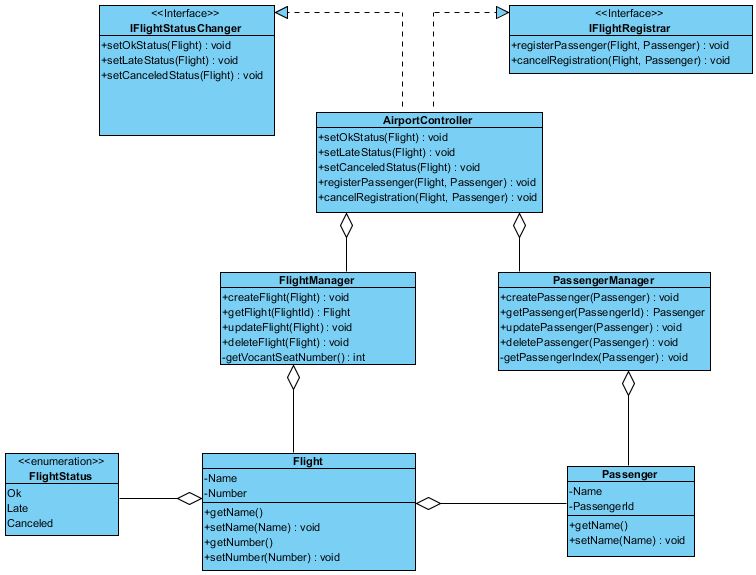 <<Interface>>
IFlightStatusChanger
+setOkStatus(Flight) : void
+setLateStatus(Flight) : void
+setCanceledStatus(Flight) : void
<<Interface>>
IFlightRegistrar
+registerPassenger(Flight, Passenger) : void
+cancelRegistration(Flight, Passenger) : void
AirportController
+setOkStatus(Flight) : void
+setLateStatus(Flight) : void
+setCanceledStatus(Flight) : void
+registerPassenger(Flight, Passenger) : void
+cancelRegistration(Flight, Passenger) : void
FlightManager
+createFlight(Flight) : void
+getFlight(FlightId) : Flight
+updateFlight(Flight) : void
+deleteFlight(Flight) : void
-getVocantSeatNumber() : int
PassengerManager
+createPassenger(Passenger) : void
+getPassenger(PassengerId) : Passenger
+updatePassenger(Passenger) : void
+deletePassenger(Passenger) : void
-getPassengerIndex(Passenger) : void
<<enumeration>>
FlightStatus
Ok
Late
Canceled
Flight
-Name
-Number
+getName()
+setName(Name) : void
+getNumber()
+setNumber(Number) : void
Passenger
-Name
-PassengerId
+getName()
+setName(Name) : void